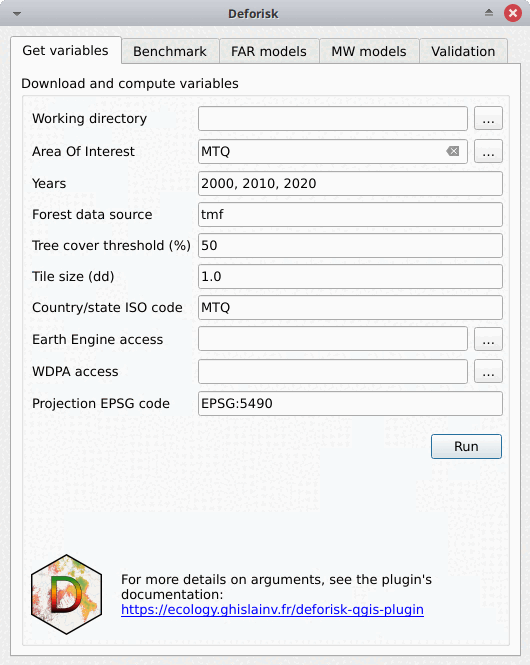 Deforisk
Get variables
Benchmark
FAR models
MW models
Validation
Download and compute variables
Working directory
...
Area Of Interest
MTQ
...
Years
2000, 2010, 2020
Forest data source
tmf
Tree cover threshold (%)
50
Tile size (dd)
1.0
Country/state ISO code
MTQ
Earth Engine access
...
WDPA access
...
Projection EPSG code
EPSG:5490
Run
D
For more details on arguments, see the plugin's
documentation:
https://ecology.ghislainv.fr/deforisk-qgis-plugin